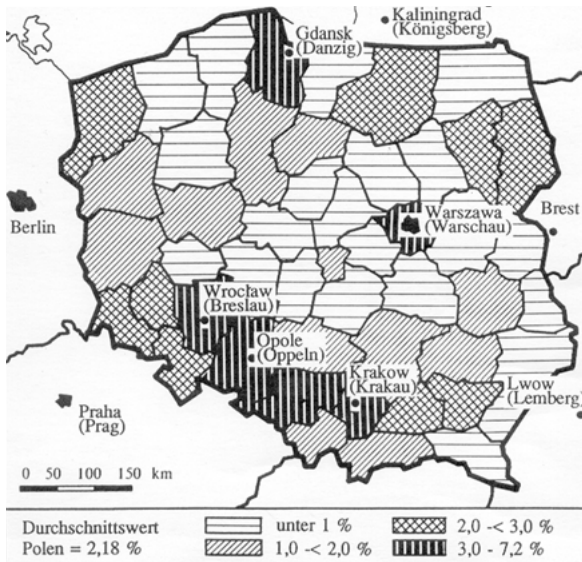 Kaliningrad
(Königsberg)
Gdansk
(Danzig)
Berlin
Warszawa
(Warschau)
Brest
Wrocław
(Breslau)
Opole
(Oppeln)
Krakow
(Krakau)
Lwow
(Lemberg)
Praha
(Prag)
0 50 100 150 km
Durchschnittswert
Polen = 2,18 %
unter 1 %
1,0 -< 2,0 %
2,0 -< 3,0 %
3,0 - 7,2 %